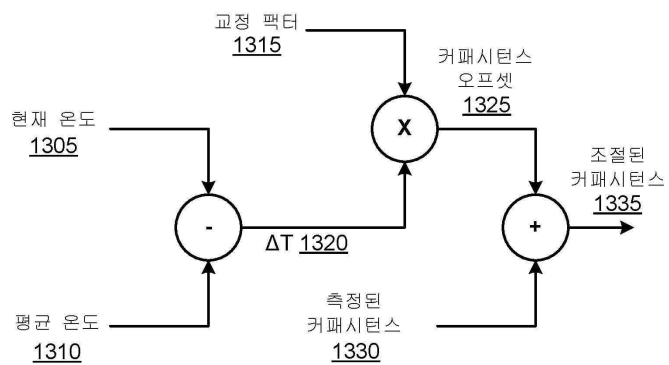 교정 팩터
1315
커패시턴스
오프셋
1325
X
현재 온도
1305
조절된
커패시턴스
1335
-
ΔT 1320
+
측정된
커패시턴스
1330
평균 온도
1310